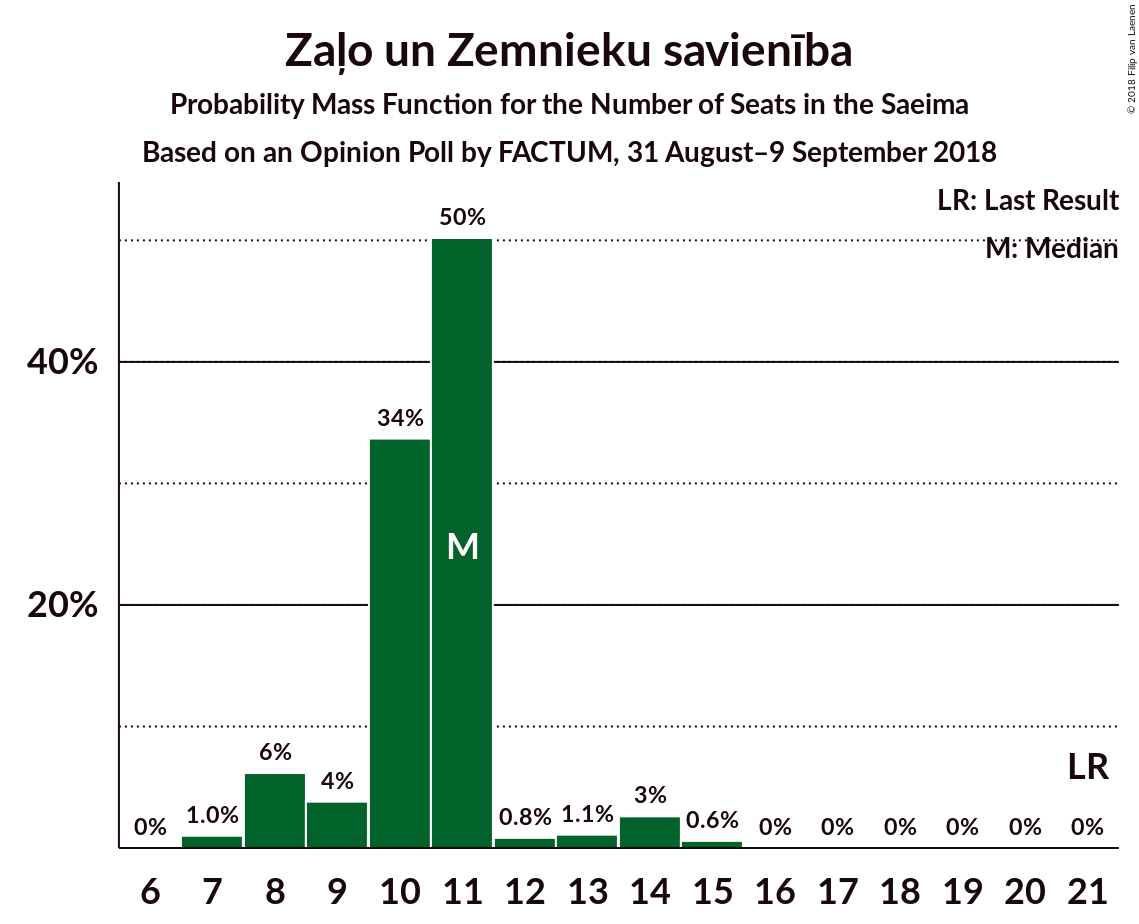 Zaļo un Zemnieku savienība
Probability Mass Function for the Number of Seats in the Saeima
Based on an Opinion Poll by FACTUM, 31 August–9 September 2018
© 2018 Filip van Laenen
LR: Last Result
M: Median
50%
40%
34%
M
20%
LR
6%
4%
3%
0%
1.0%
0.8%
1.1%
0.6%
0%
0%
0%
0%
0%
0%
6 7 8 9 10 11 12 13 14 15 16 17 18 19 20 21